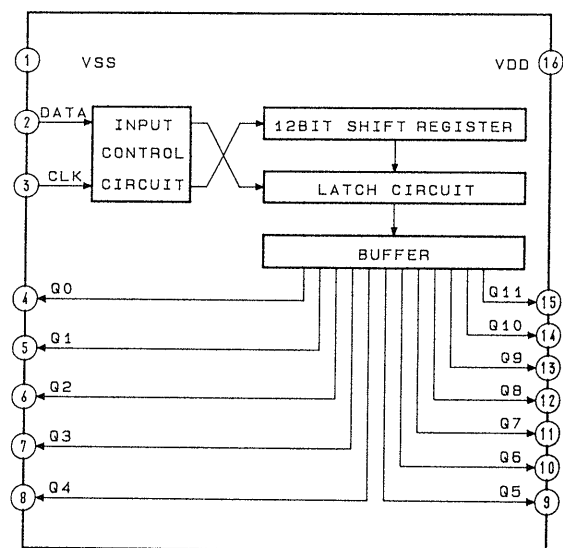 1 VSS VDD 16
2 DATA
INPUT
CONTROL
CIRCUIT
12BIT SHIFT REGISTER
3 CLK
LATCH CIRCUIT
BUFFER
4 Q0
Q11 15
5 Q1
Q10 14
6 Q2
Q9 13
Q8 12
7 Q3
Q7 11
8 Q4
Q6 10
Q5 9